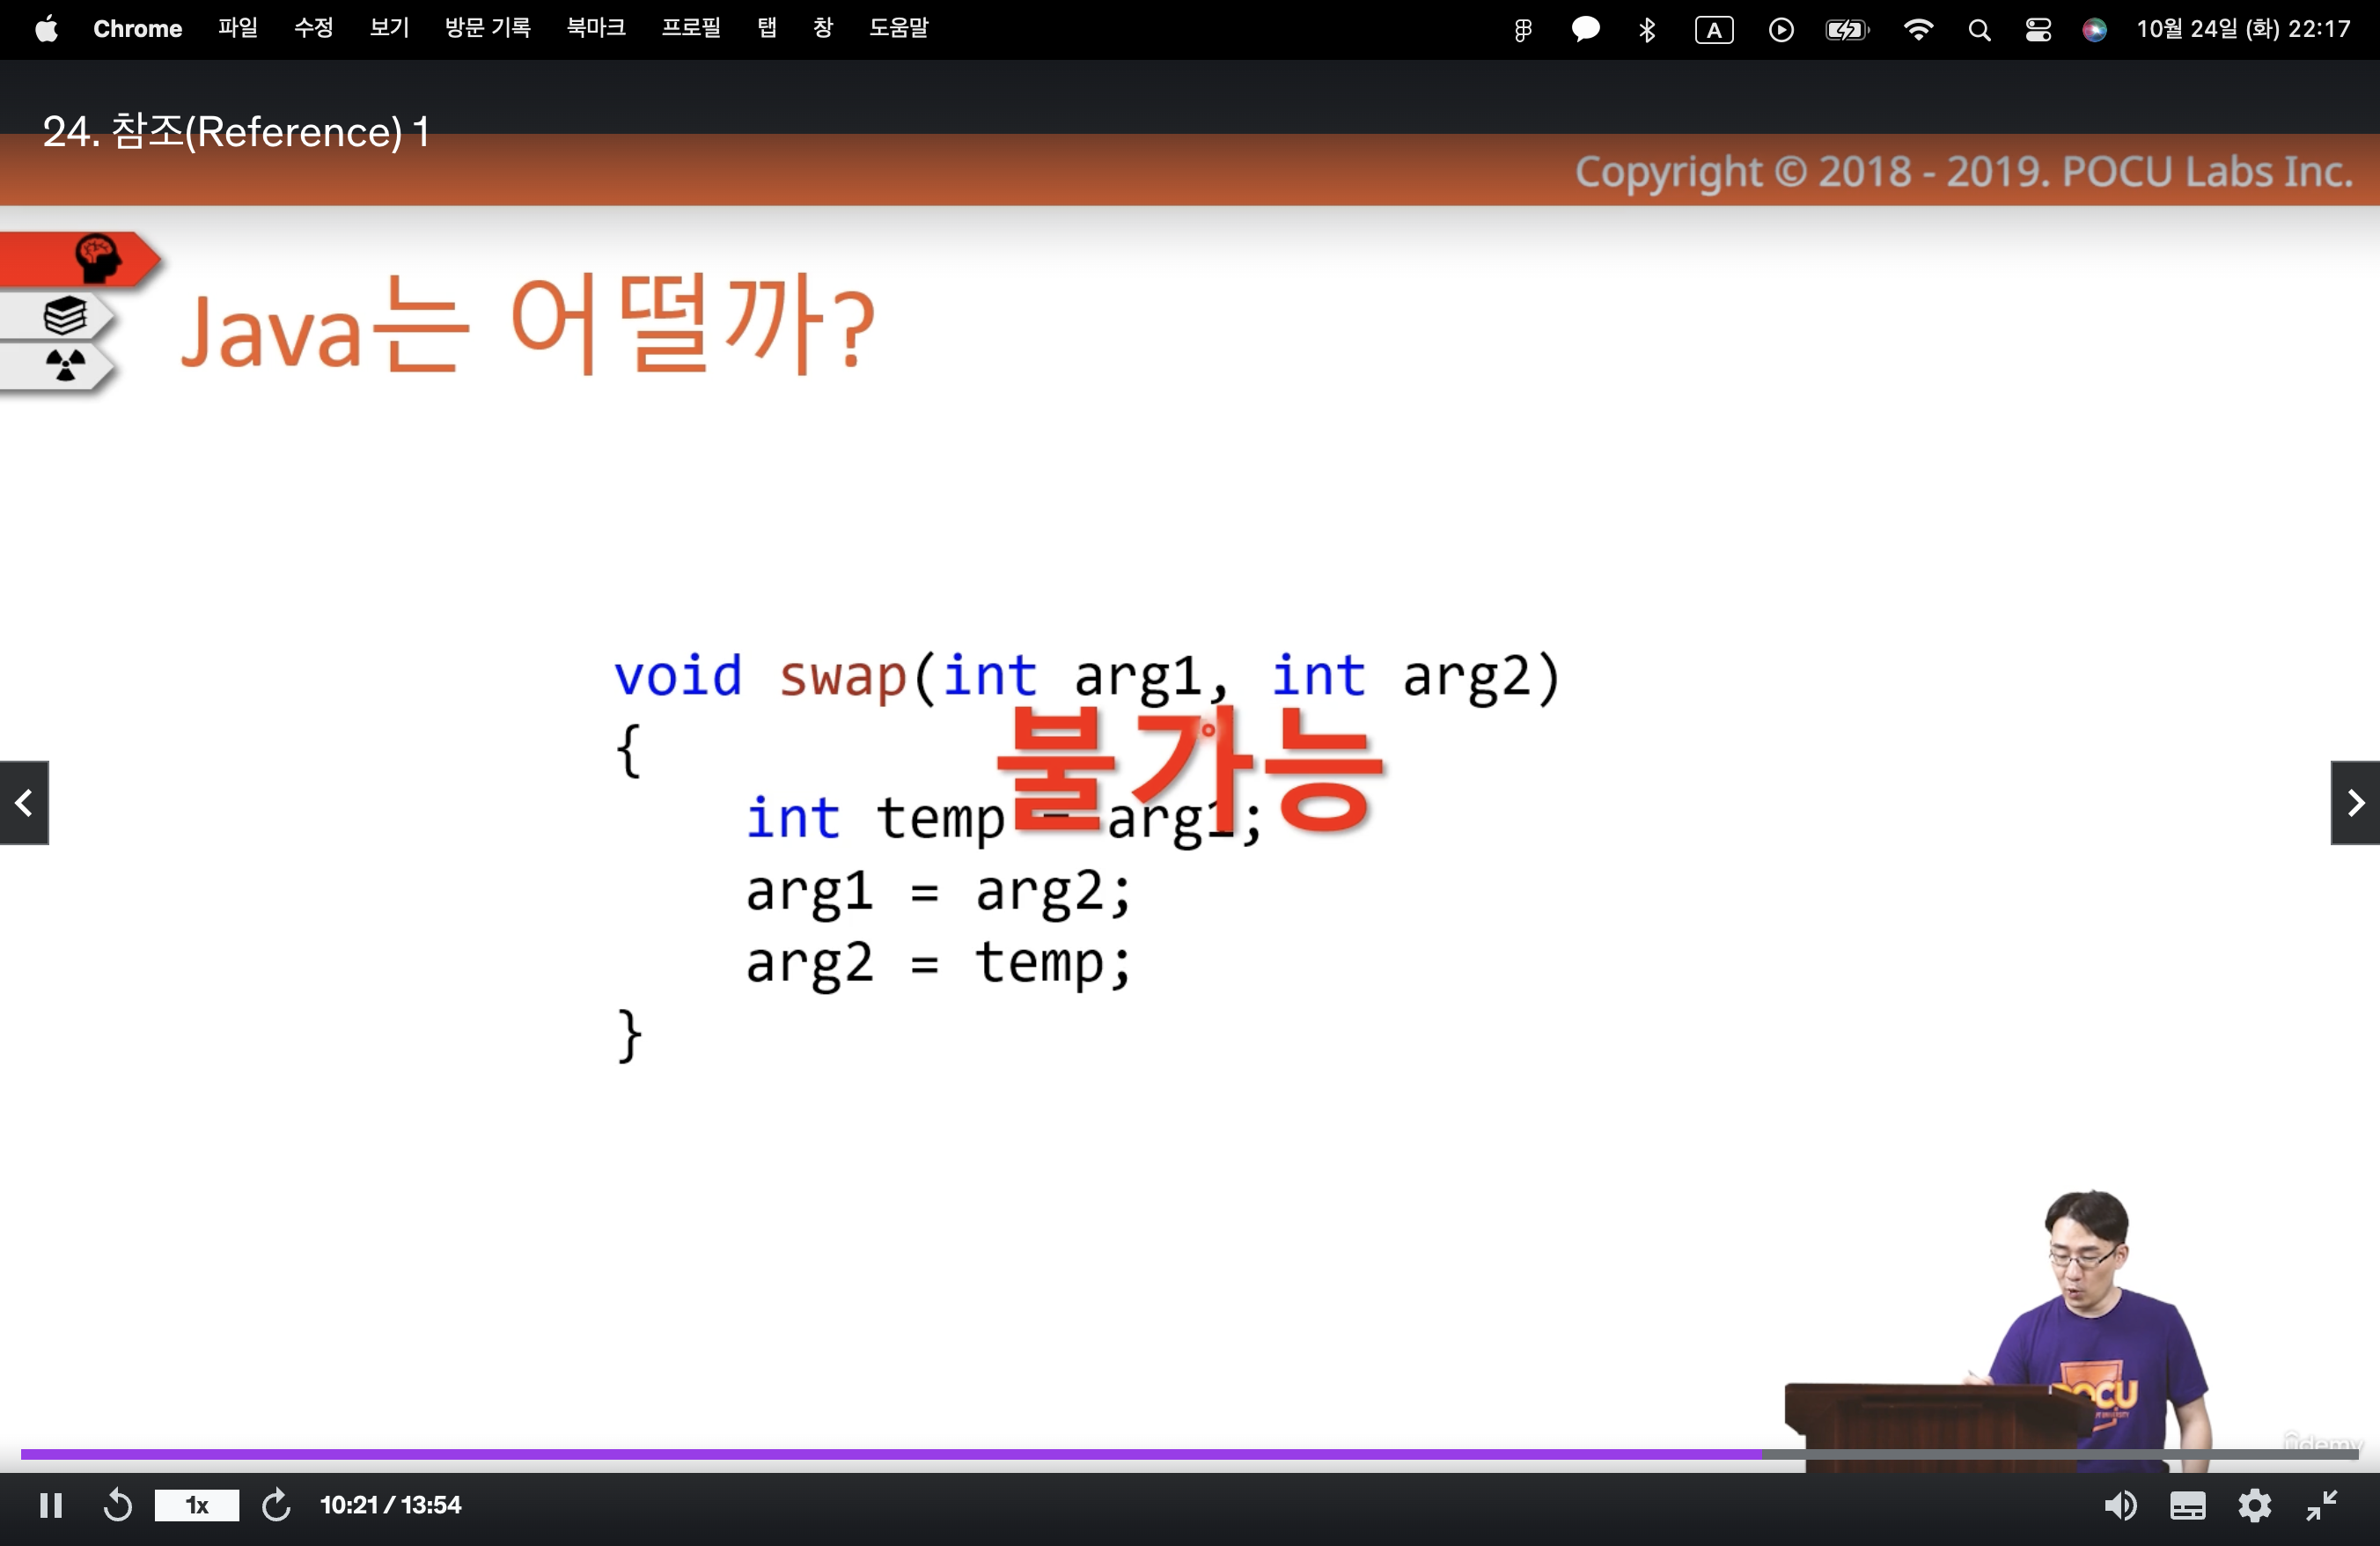 Chrome 파일 수정 보기 방문 기록 북마크 프로필 탭 창 도움말 A 10월 24일 (화) 22:17
24. 참조(Reference) 1
Copyright © 2018 - 2019. POCU Labs Inc.
Java는 어떨까?
void swap(int arg1, int arg2)
{
불가능
int temp = arg1;
arg1 = arg2;
arg2 = temp;
}
POCU
udemy
1x 10:21 / 13:54